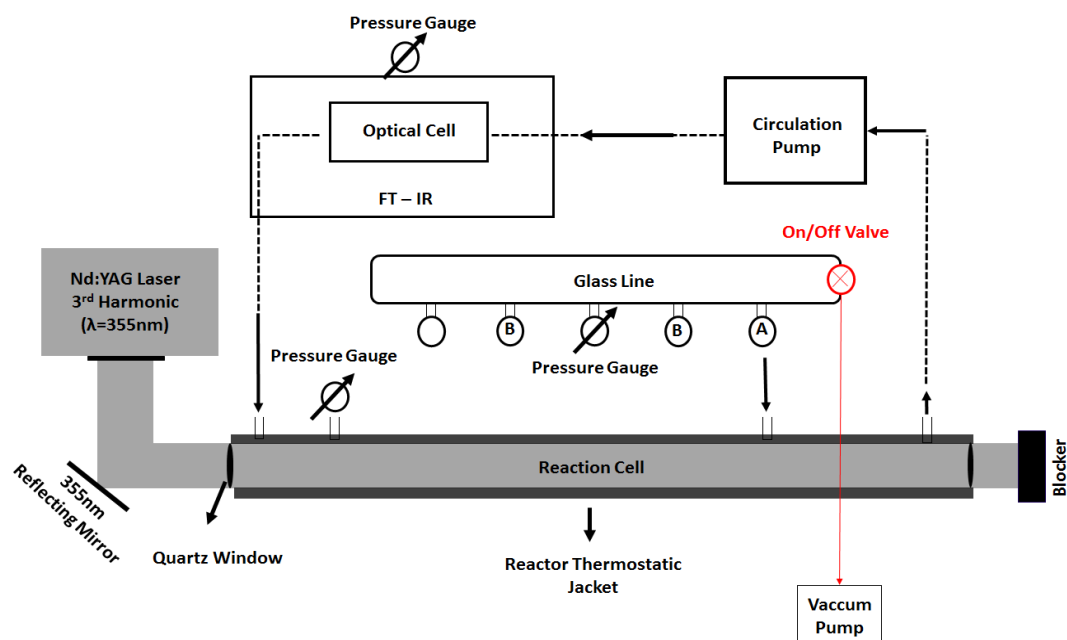 Pressure Gauge
Optical Cell
FT – IR
Circulation
Pump
On/Off Valve
Nd:YAG Laser
3rd Harmonic
(λ=355nm)
Glass Line
B
B
A
Pressure Gauge
Pressure Gauge
Reaction Cell
355nm
Reflecting Mirror
Blocker
Quartz Window
Reactor Thermostatic
Jacket
Vaccum
Pump